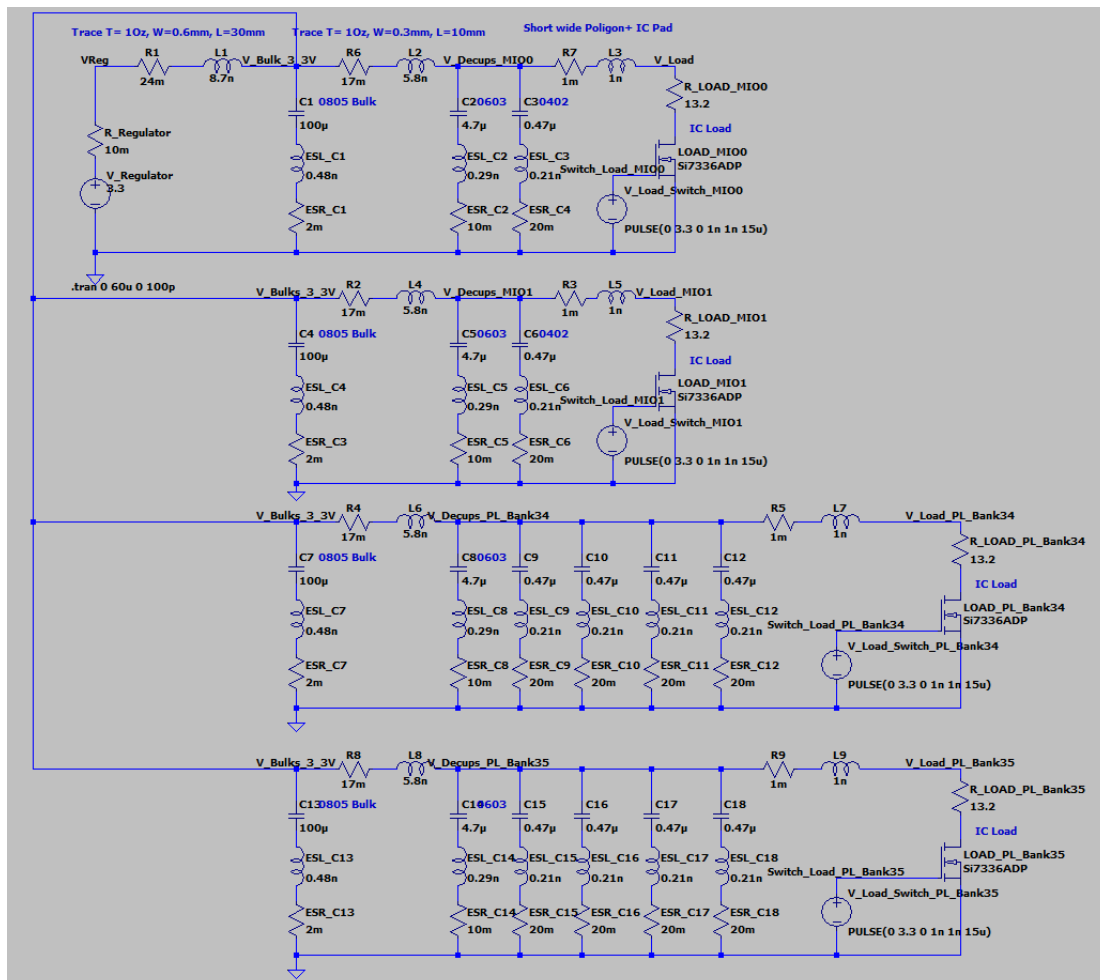 Trace T= 1Oz, W=0.6mm, L=30mm
Trace T= 1Oz, W=0.3mm, L=10mm
Short wide Poligon+ IC Pad
VReg
R1
24m
L1
8.7n
V_Bulk_3_3V
R6
17m
L2
5.8n
V_Decups_MIO0
R7
1m
L3
1n
V_Load
R_LOAD_MIO0
13.2
C1
0805 Bulk
100µ
C2
0603
4.7µ
C3
0402
0.47µ
R_Regulator
10m
V_Regulator
3.3
ESL_C1
0.48n
ESL_C2
0.29n
ESL_C3
0.21n
IC Load
LOAD_MIO0
Si7336ADP
Switch_Load_MIO0
V_Load_Switch_MIO0
PULSE(0 3.3 0 1n 1n 15u)
ESR_C1
2m
ESR_C2
10m
ESR_C4
20m
.tran 0 60u 0 100p
V_Bulks_3_3V
R2
17m
L4
5.8n
V_Decups_MIO1
R3
1m
L5
1n
V_Load_MIO1
R_LOAD_MIO1
13.2
C4
0805 Bulk
100µ
C5
0603
4.7µ
C6
0402
0.47µ
ESL_C4
0.48n
ESL_C5
0.29n
ESL_C6
0.21n
IC Load
LOAD_MIO1
Si7336ADP
Switch_Load_MIO1
V_Load_Switch_MIO1
PULSE(0 3.3 0 1n 1n 15u)
ESR_C3
2m
ESR_C5
10m
ESR_C6
20m
V_Bulks_3_3V
R4
17m
L6
5.8n
V_Decups_PL_Bank34
R5
1m
L7
1n
V_Load_PL_Bank34
R_LOAD_PL_Bank34
13.2
C7
0805 Bulk
100µ
C8
0603
4.7µ
C9
0.47µ
C10
0.47µ
C11
0.47µ
C12
0.47µ
ESL_C7
0.48n
ESL_C8
0.29n
ESL_C9
0.21n
ESL_C10
0.21n
ESL_C11
0.21n
ESL_C12
0.21n
IC Load
LOAD_PL_Bank34
Si7336ADP
Switch_Load_PL_Bank34
V_Load_Switch_PL_Bank34
PULSE(0 3.3 0 1n 1n 15u)
ESR_C7
2m
ESR_C8
10m
ESR_C9
20m
ESR_C10
20m
ESR_C11
20m
ESR_C12
20m
V_Bulks_3_3V
R8
17m
L8
5.8n
V_Decups_PL_Bank35
R9
1m
L9
1n
V_Load_PL_Bank35
R_LOAD_PL_Bank35
13.2
C13
0805 Bulk
100µ
C14
0603
4.7µ
C15
0.47µ
C16
0.47µ
C17
0.47µ
C18
0.47µ
ESL_C13
0.48n
ESL_C14
0.29n
ESL_C15
0.21n
ESL_C16
0.21n
ESL_C17
0.21n
ESL_C18
0.21n
IC Load
LOAD_PL_Bank35
Si7336ADP
Switch_Load_PL_Bank35
V_Load_Switch_PL_Bank35
PULSE(0 3.3 0 1n 1n 15u)
ESR_C13
2m
ESR_C14
10m
ESR_C15
20m
ESR_C16
20m
ESR_C17
20m
ESR_C18
20m